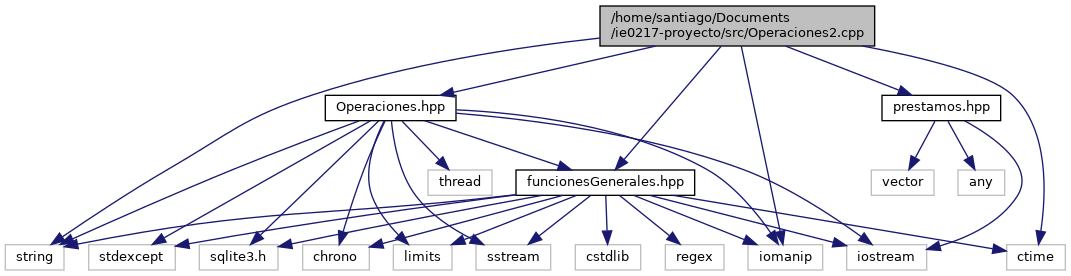 /home/santiago/Documents
/ie0217-proyecto/src/Operaciones2.cpp
Operaciones.hpp
prestamos.hpp
thread
funcionesGenerales.hpp
vector
any
string
stdexcept
sqlite3.h
chrono
limits
sstream
cstdlib
regex
iomanip
iostream
ctime